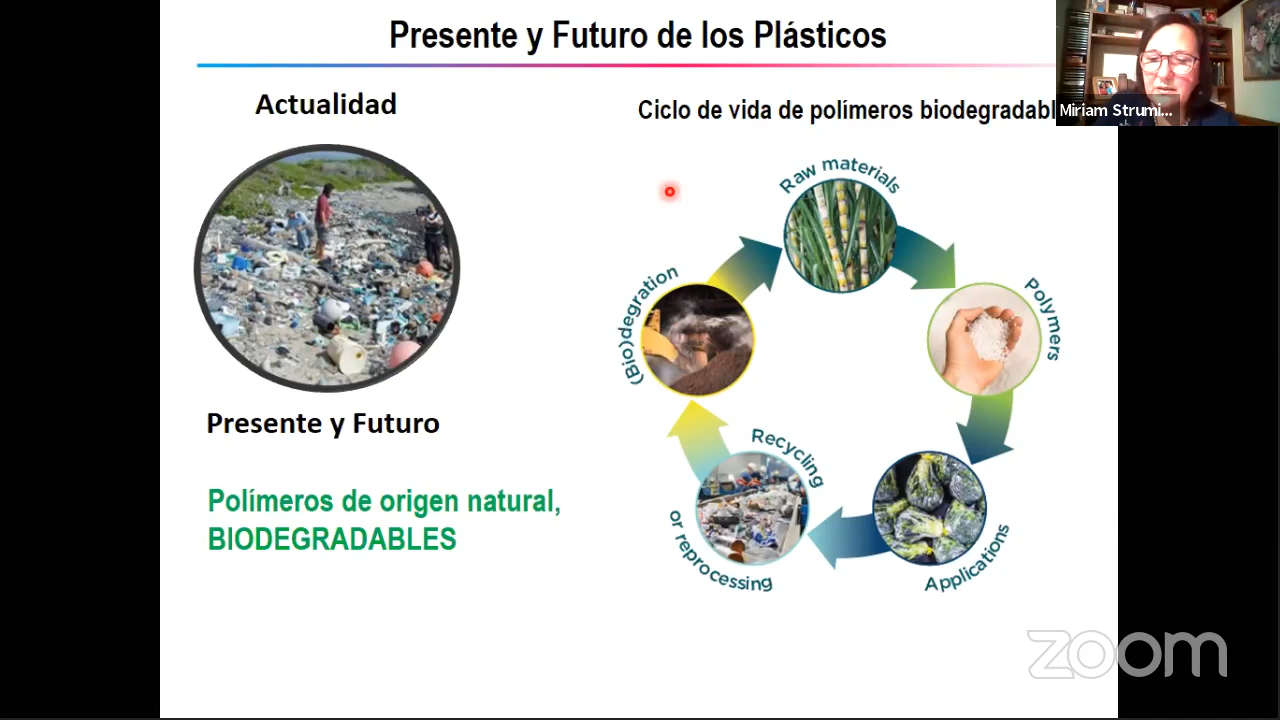 Presente y Futuro de los Plásticos
Actualidad
Ciclo de vida de polímeros biodegradabl
Miriam Strumi...
Raw materials
Polymers
Applications
Recycling
or reprocessing
(Bio)degration
Presente y Futuro
Polímeros de origen natural,
BIODEGRADABLES
zoom